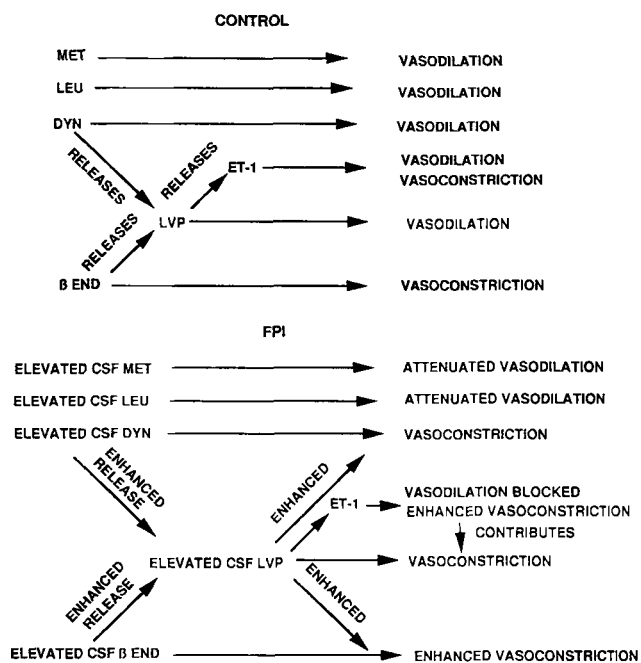 CONTROL
MET VASODILATION
LEU VASODILATION
DYN VASODILATION
RELEASES
RELEASES
ET-1 VASODILATION
VASOCONSTRICTION
LVP VASODILATION
RELEASES
ß END VASOCONSTRICTION
FPI
ELEVATED CSF MET ATTENUATED VASODILATION
ELEVATED CSF LEU ATTENUATED VASODILATION
ELEVATED CSF DYN VASOCONSTRICTION
ENHANCED
RELEASE
ENHANCED
ET-1 VASODILATION BLOCKED
ENHANCED VASOCONSTRICTION
CONTRIBUTES
ELEVATED CSF LVP VASOCONSTRICTION
ENHANCED
RELEASE
ENHANCED
ELEVATED CSF ß END ENHANCED VASOCONSTRICTION